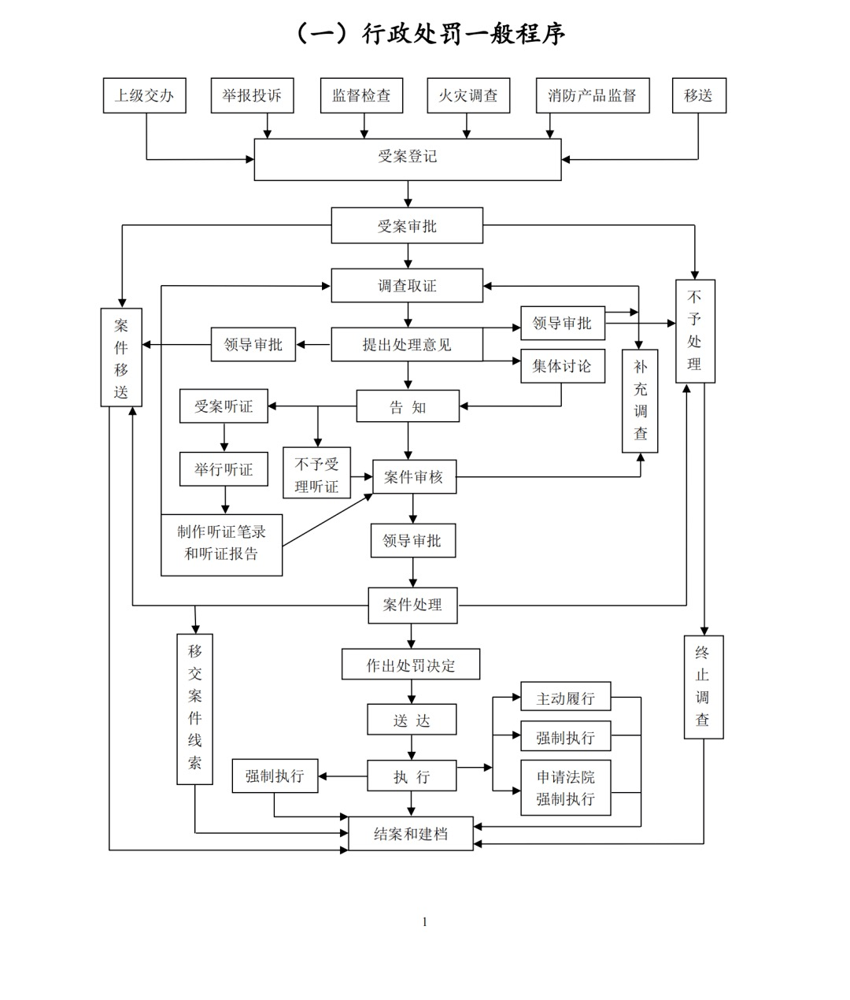 （一）行政处罚一般程序
上级交办
举报投诉
监督检查
火灾调查
消防产品监督
移送
受案登记
受案审批
调查取证
不予处理
案件移送
领导审批
提出处理意见
领导审批
集体讨论
补充调查
受案听证
告 知
举行听证
不予受
理听证
案件审核
制作听证笔录
和听证报告
领导审批
案件处理
移交案件线索
作出处罚决定
终止调查
主动履行
送 达
强制执行
强制执行
执 行
申请法院
强制执行
结案和建档
1